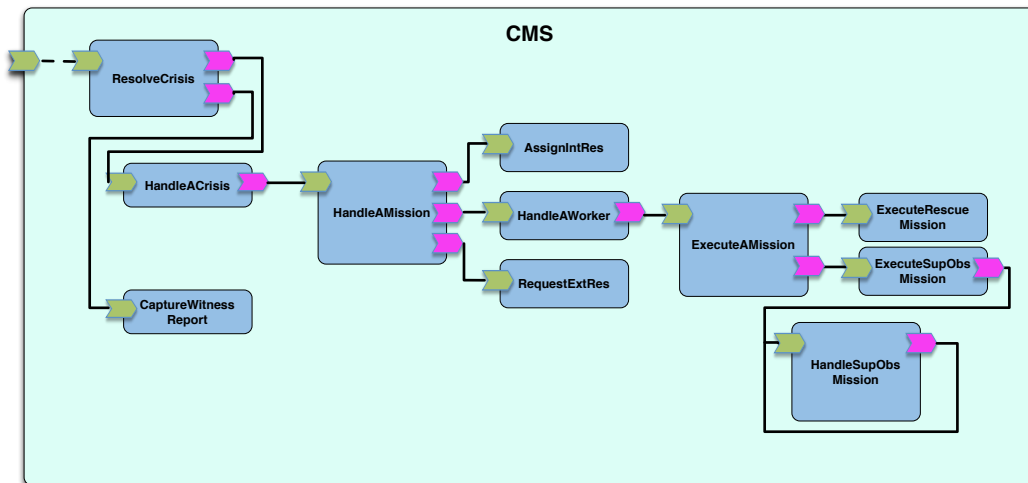 CMS
ResolveCrisis
AssignIntRes
HandleACrisis
HandleAMission
HandleAWorker
ExecuteAMission
ExecuteRescue
Mission
ExecuteSupObs
Mission
RequestExtRes
CaptureWitness
Report
HandleSupObs
Mission